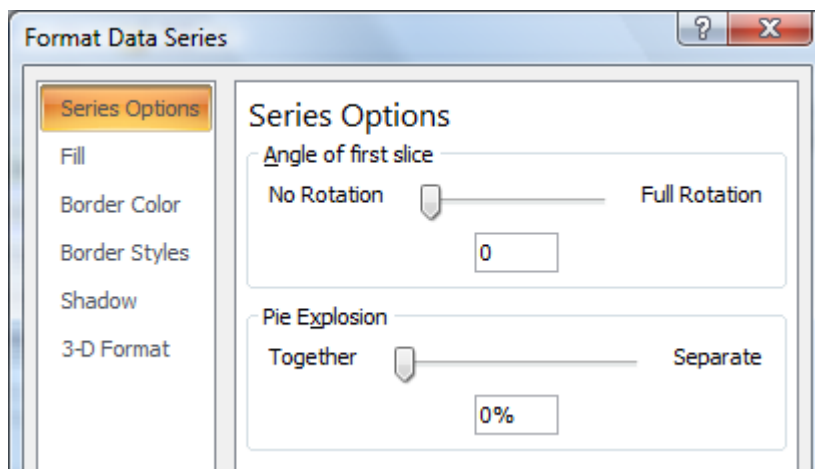 Format Data Series
Series Options
Fill
Border Color
Border Styles
Shadow
3-D Format
Series Options
Angle of first slice
No Rotation Full Rotation
0
Pie Explosion
Together Separate
0%